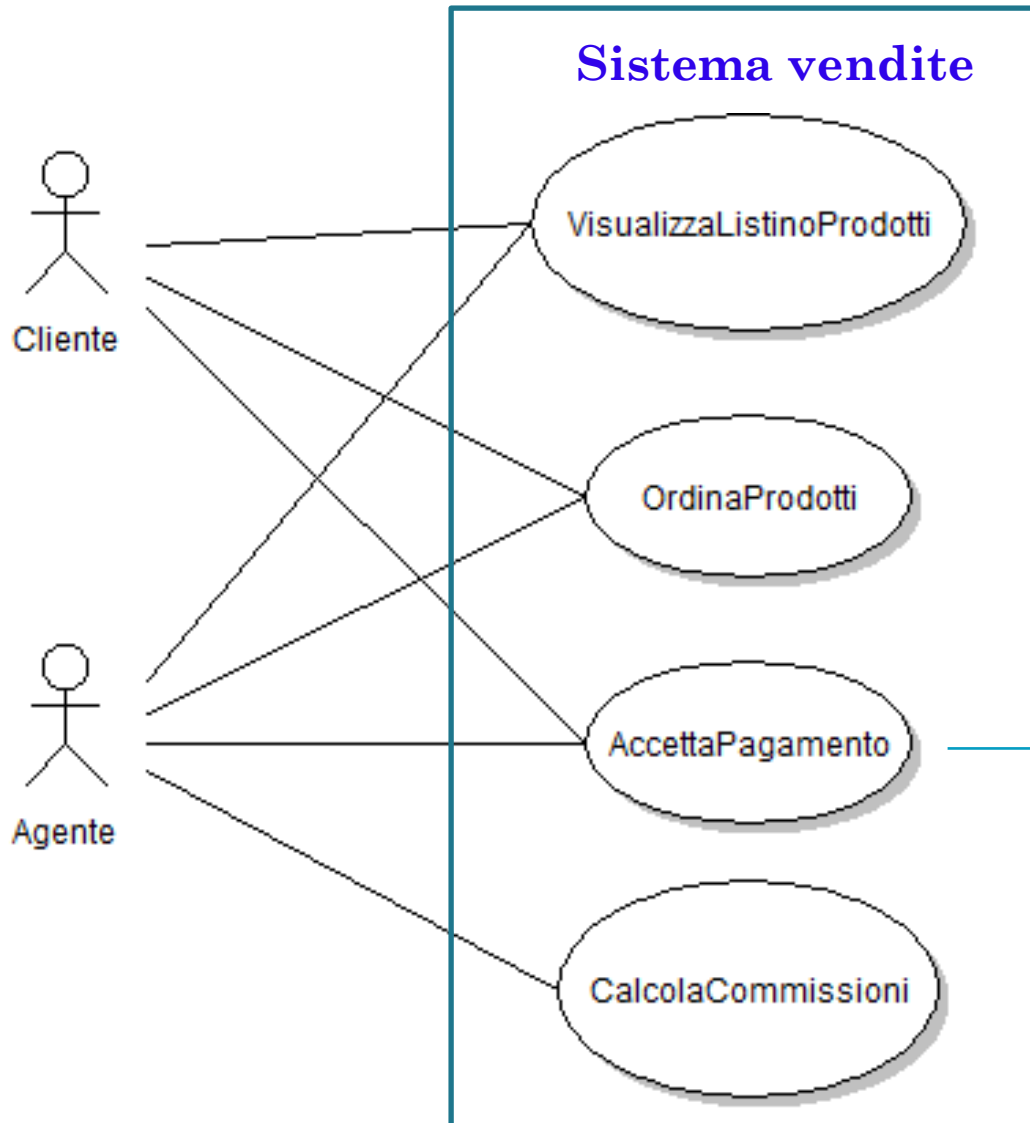 Sistema vendite
VisualizzaListinoProdotti
Cliente
OrdinaProdotti
AccettaPagamento
Agente
CalcolaCommissioni